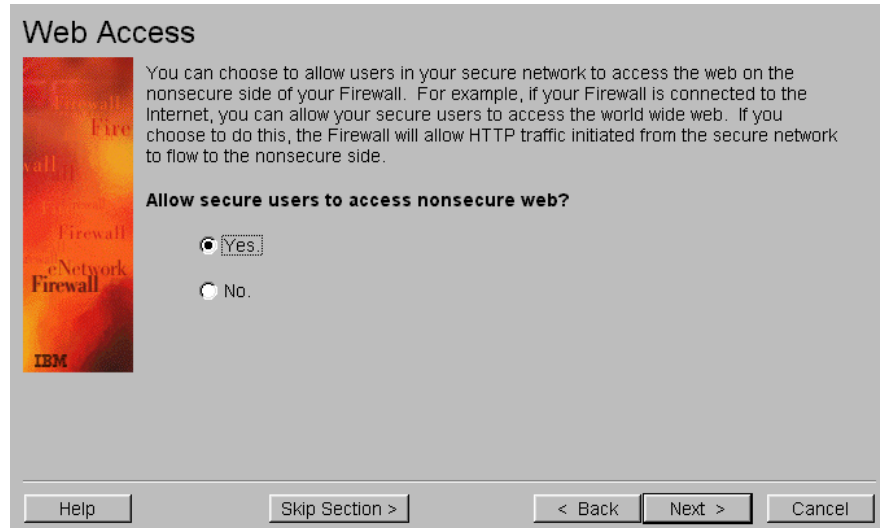 Web Access
You can choose to allow users in your secure network to access the web on the
nonsecure side of your Firewall. For example, if your Firewall is connected to the
Internet, you can allow your secure users to access the world wide web. If you
choose to do this, the Firewall will allow HTTP traffic initiated from the secure network
to flow to the nonsecure side.
Allow secure users to access nonsecure web?
Yes.
No.
Firewall
Fire
wall
Firewall
eNetwork
Firewall
IBM
Help
Skip Section >
< Back
Next >
Cancel